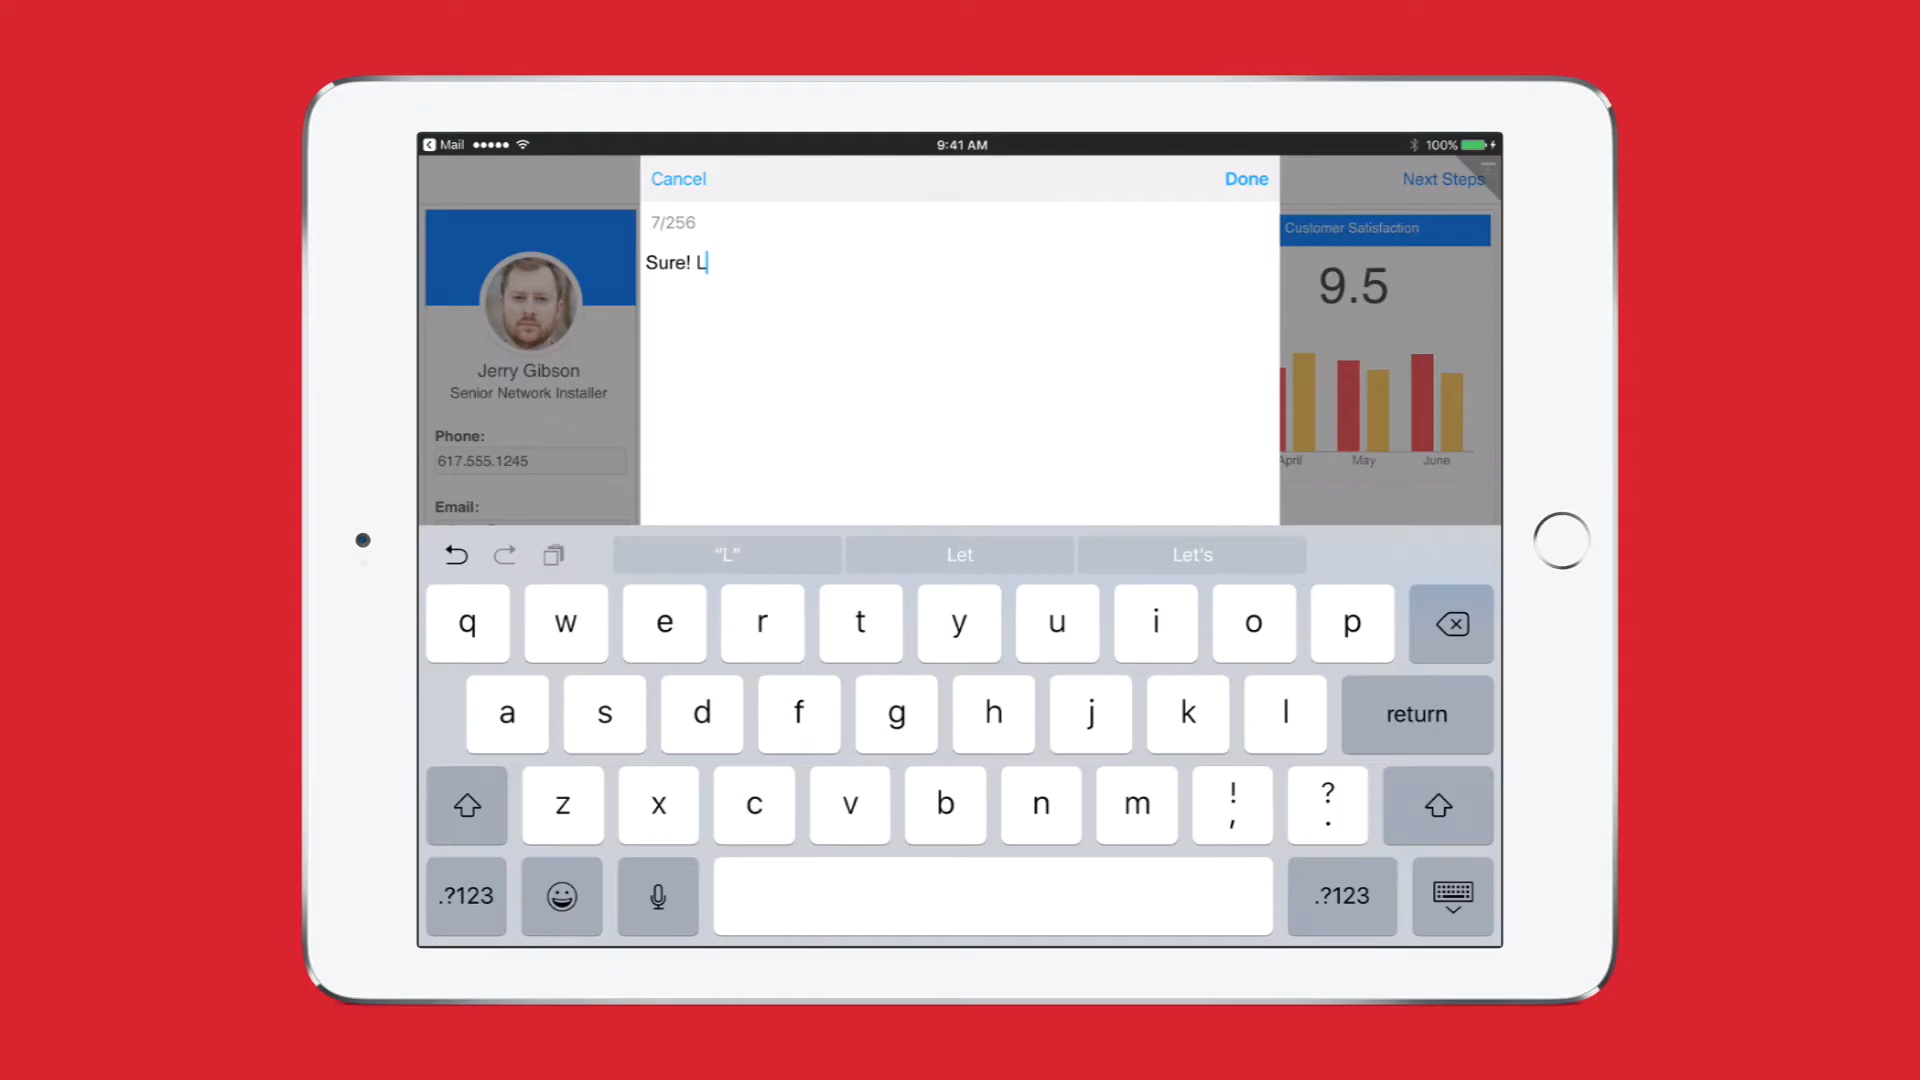 Mail
9:41 AM
100%
Cancel
Done
Next Steps
7/256
Sure! L
Customer Satisfaction
9.5
Jerry Gibson
Senior Network Installer
Phone:
617.555.1245
Email:
April May June
"L" Let Let's
q w e r t y u i o p
a s d f g h j k l return
z x c v b n m ! , ? .
.?123 .?123